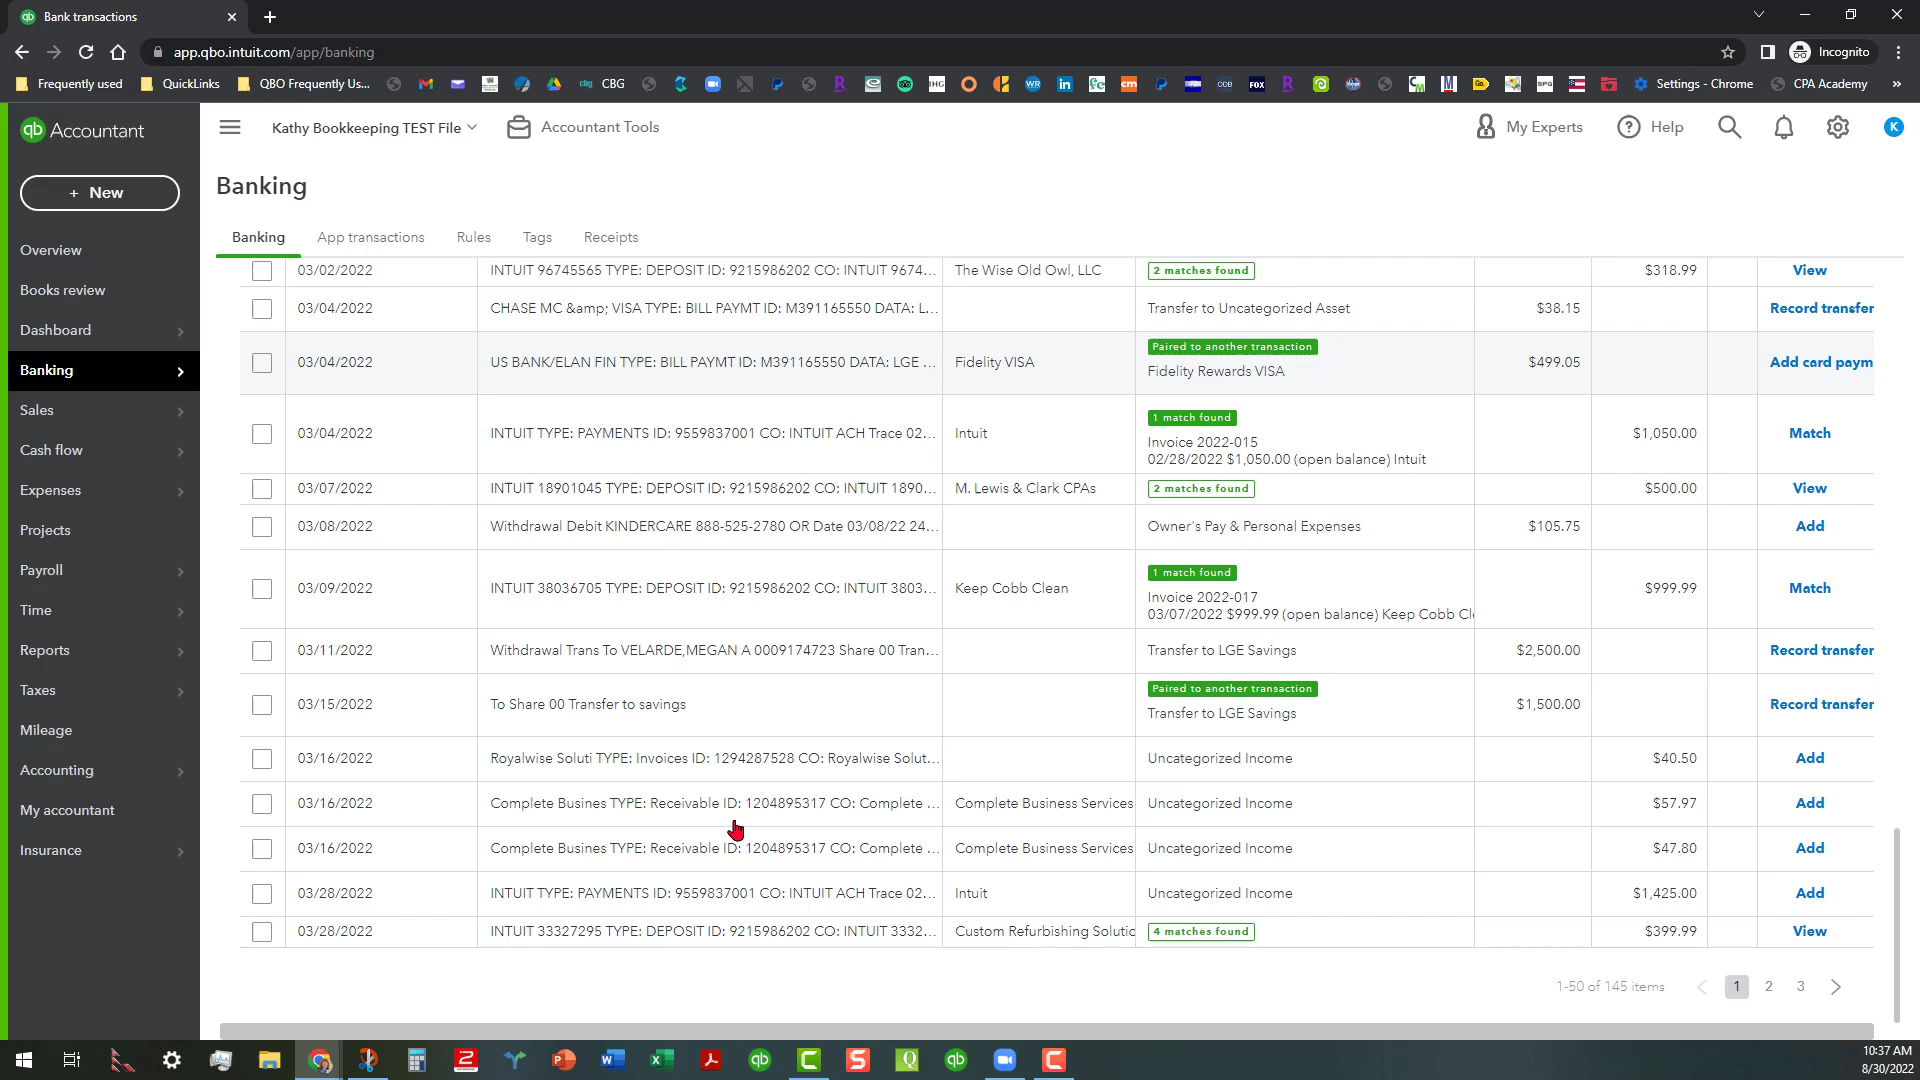 Bank transactions
app.qbo.intuit.com/app/banking
Incognito
Frequently used
QuickLinks
QBO Frequently Us...
CBG
Settings - Chrome
CPA Academy
»
qb Accountant
Kathy Bookkeeping TEST File
Accountant Tools
My Experts
Help
K
+ New
Banking
Overview
Books review
Dashboard
Banking
Sales
Cash flow
Expenses
Projects
Payroll
Time
Reports
Taxes
Mileage
Accounting
My accountant
Insurance
Banking
App transactions
Rules
Tags
Receipts
03/02/2022 INTUIT 96745565 TYPE: DEPOSIT ID: 9215986202 CO: INTUIT 9674... The Wise Old Owl, LLC 2 matches found $318.99 View
03/04/2022 CHASE MC &amp; VISA TYPE: BILL PAYMT ID: M391165550 DATA: L... Transfer to Uncategorized Asset $38.15 Record transfer
Paired to another transaction
03/04/2022 US BANK/ELAN FIN TYPE: BILL PAYMT ID: M391165550 DATA: LGE ... Fidelity VISA $499.05 Add card paym
Fidelity Rewards VISA
1 match found
03/04/2022 INTUIT TYPE: PAYMENTS ID: 9559837001 CO: INTUIT ACH Trace 02... Intuit $1,050.00 Match
Invoice 2022-015
02/28/2022 $1,050.00 (open balance) Intuit
03/07/2022 INTUIT 18901045 TYPE: DEPOSIT ID: 9215986202 CO: INTUIT 1890... M. Lewis & Clark CPAs 2 matches found $500.00 View
03/08/2022 Withdrawal Debit KINDERCARE 888-525-2780 OR Date 03/08/22 24... Owner's Pay & Personal Expenses $105.75 Add
1 match found
03/09/2022 INTUIT 38036705 TYPE: DEPOSIT ID: 9215986202 CO: INTUIT 3803... Keep Cobb Clean $999.99 Match
Invoice 2022-017
03/07/2022 $999.99 (open balance) Keep Cobb Cl
03/11/2022 Withdrawal Trans To VELARDE,MEGAN A 0009174723 Share 00 Tran... Transfer to LGE Savings $2,500.00 Record transfer
Paired to another transaction
03/15/2022 To Share 00 Transfer to savings $1,500.00 Record transfer
Transfer to LGE Savings
03/16/2022 Royalwise Soluti TYPE: Invoices ID: 1294287528 CO: Royalwise Solut... Uncategorized Income $40.50 Add
03/16/2022 Complete Busines TYPE: Receivable ID: 1204895317 CO: Complete ... Complete Business Services Uncategorized Income $57.97 Add
03/16/2022 Complete Busines TYPE: Receivable ID: 1204895317 CO: Complete ... Complete Business Services Uncategorized Income $47.80 Add
03/28/2022 INTUIT TYPE: PAYMENTS ID: 9559837001 CO: INTUIT ACH Trace 02... Intuit Uncategorized Income $1,425.00 Add
03/28/2022 INTUIT 33327295 TYPE: DEPOSIT ID: 9215986202 CO: INTUIT 3332... Custom Refurbishing Solutio 4 matches found $399.99 View
1-50 of 145 items 1 2 3
10:37 AM
8/30/2022